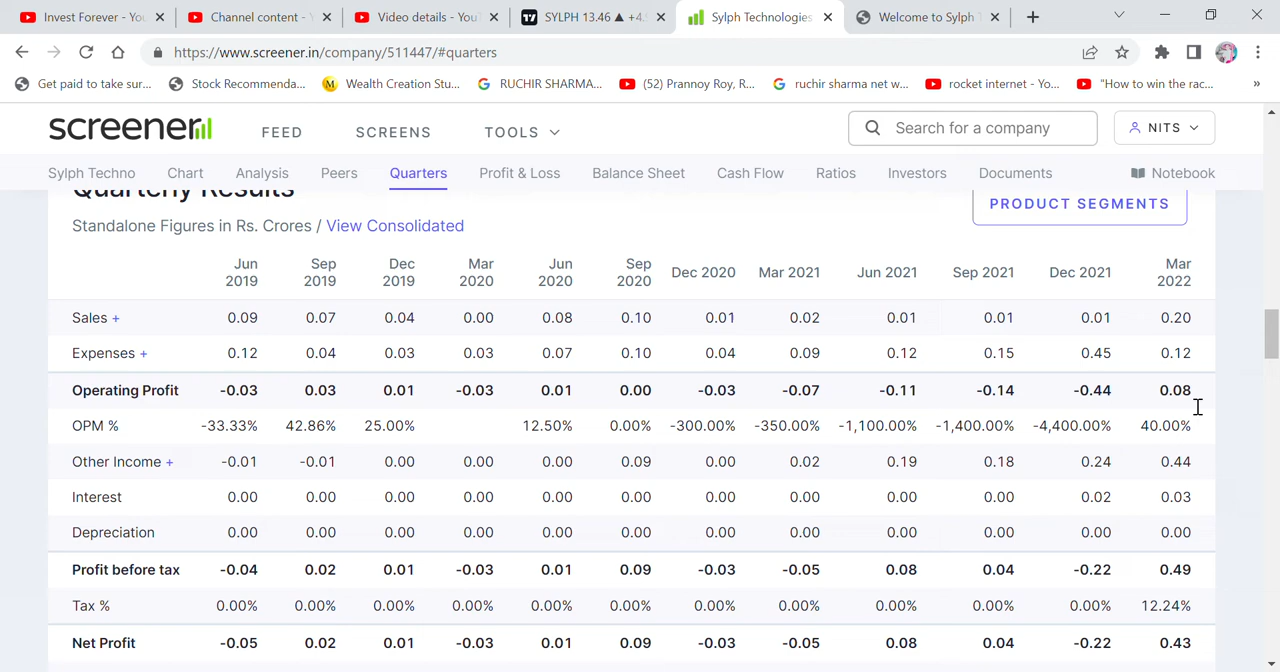 Invest Forever - You
Channel content -
Video details - You
SYLPH 13.46 ▲ +4.
Sylph Technologies
Welcome to Sylph T
https://www.screener.in/company/511447/#quarters
Get paid to take sur...
Stock Recommenda...
Wealth Creation Stu...
RUCHIR SHARMA...
(52) Prannoy Roy, R...
ruchir sharma net w...
rocket internet - Yo...
"How to win the rac...
»
screener
FEED
SCREENS
TOOLS
Search for a company
NITS
Sylph Techno
Chart
Analysis
Peers
Quarters
Profit & Loss
Balance Sheet
Cash Flow
Ratios
Investors
Documents
Notebook
Quarterly Results
PRODUCT SEGMENTS
Standalone Figures in Rs. Crores / View Consolidated
Jun 2019 Sep 2019 Dec 2019 Mar 2020 Jun 2020 Sep 2020 Dec 2020 Mar 2021 Jun 2021 Sep 2021 Dec 2021 Mar 2022
Sales + 0.09 0.07 0.04 0.00 0.08 0.10 0.01 0.02 0.01 0.01 0.01 0.20
Expenses + 0.12 0.04 0.03 0.03 0.07 0.10 0.04 0.09 0.12 0.15 0.45 0.12
Operating Profit -0.03 0.03 0.01 -0.03 0.01 0.00 -0.03 -0.07 -0.11 -0.14 -0.44 0.08
OPM % -33.33% 42.86% 25.00% 12.50% 0.00% -300.00% -350.00% -1,100.00% -1,400.00% -4,400.00% 40.00%
Other Income + -0.01 -0.01 0.00 0.00 0.00 0.09 0.00 0.02 0.19 0.18 0.24 0.44
Interest 0.00 0.00 0.00 0.00 0.00 0.00 0.00 0.00 0.00 0.00 0.02 0.03
Depreciation 0.00 0.00 0.00 0.00 0.00 0.00 0.00 0.00 0.00 0.00 0.00 0.00
Profit before tax -0.04 0.02 0.01 -0.03 0.01 0.09 -0.03 -0.05 0.08 0.04 -0.22 0.49
Tax % 0.00% 0.00% 0.00% 0.00% 0.00% 0.00% 0.00% 0.00% 0.00% 0.00% 0.00% 12.24%
Net Profit -0.05 0.02 0.01 -0.03 0.01 0.09 -0.03 -0.05 0.08 0.04 -0.22 0.43